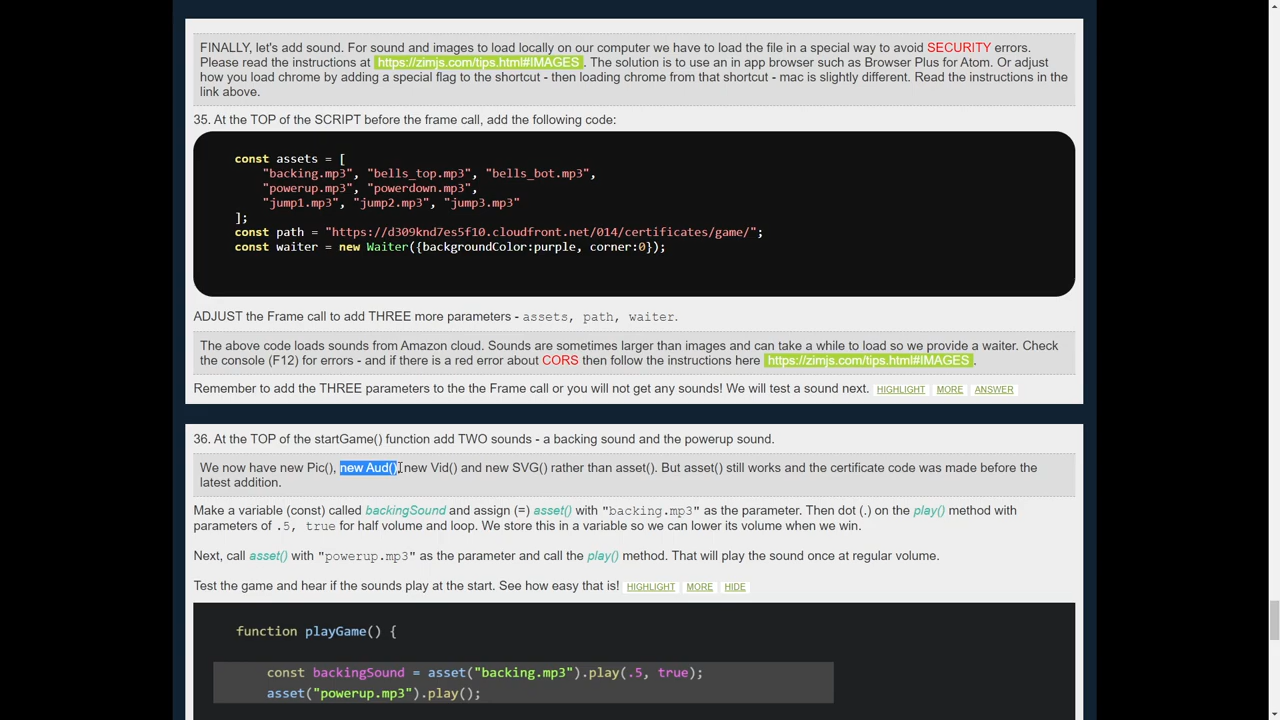 FINALLY, let's add sound. For sound and images to load locally on our computer we have to load the file in a special way to avoid SECURITY errors.
Please read the instructions at https://zimjs.com/tips.html#IMAGES . The solution is to use an in app browser such as Browser Plus for Atom. Or adjust
how you load chrome by adding a special flag to the shortcut - then loading chrome from that shortcut - mac is slightly different. Read the instructions in the
link above.
35. At the TOP of the SCRIPT before the frame call, add the following code:
const assets = [
"backing.mp3", "bells_top.mp3", "bells_bot.mp3",
"powerup.mp3", "powerdown.mp3",
"jump1.mp3", "jump2.mp3", "jump3.mp3"
];
const path = "https://d309knd7es5f10.cloudfront.net/014/certificates/game/";
const waiter = new Waiter({backgroundColor:purple, corner:0});
ADJUST the Frame call to add THREE more parameters - assets, path, waiter.
The above code loads sounds from Amazon cloud. Sounds are sometimes larger than images and can take a while to load so we provide a waiter. Check
the console (F12) for errors - and if there is a red error about CORS then follow the instructions here https://zimjs.com/tips.html#IMAGES .
Remember to add the THREE parameters to the the Frame call or you will not get any sounds! We will test a sound next. HIGHLIGHT MORE ANSWER
36. At the TOP of the startGame() function add TWO sounds - a backing sound and the powerup sound.
We now have new Pic(), new Aud(), new Vid() and new SVG() rather than asset(). But asset() still works and the certificate code was made before the
latest addition.
Make a variable (const) called backingSound and assign (=) asset() with "backing.mp3" as the parameter. Then dot (.) on the play() method with
parameters of .5, true for half volume and loop. We store this in a variable so we can lower its volume when we win.
Next, call asset() with "powerup.mp3" as the parameter and call the play() method. That will play the sound once at regular volume.
Test the game and hear if the sounds play at the start. See how easy that is! HIGHLIGHT MORE HIDE
function playGame() {
const backingSound = asset("backing.mp3").play(.5, true);
asset("powerup.mp3").play();